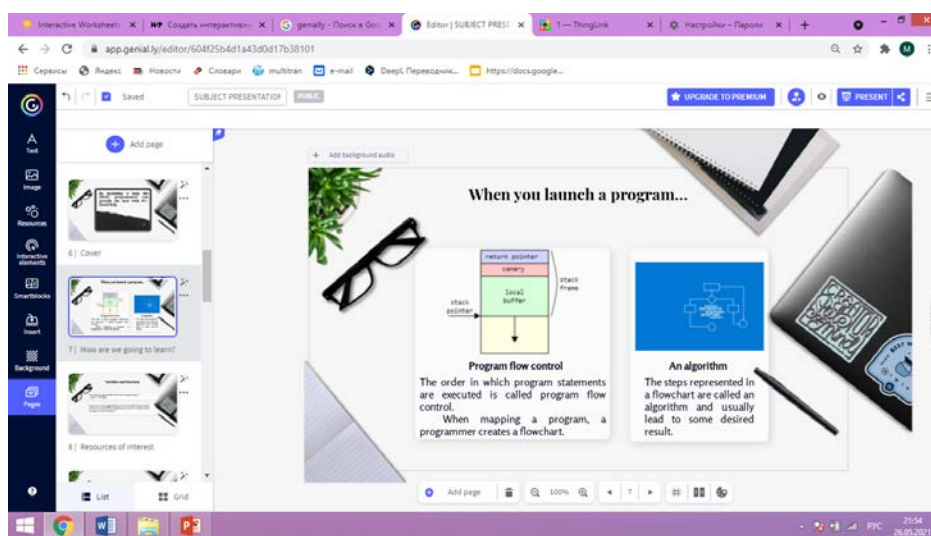 Interactive Worksheets
Создать интерактивн
genially - Поиск в Goo
Editor | SUBJECT PRESE
1 — ThingLink
Настройки – Пароли
app.genial.ly/editor/604f25b4d1a43d0d17b38101
Сервисы
Яндекс
Новости
Словари
multitran
e-mail
DeepL Переводчик...
https://docs.google...
Saved
SUBJECT PRESENTATION
PUBLIC
UPGRADE TO PREMIUM
PRESENT
Text
Image
Resources
Interactive
elements
Smartblocks
Insert
Background
Pages
Add page
6 | Cover
7 | How are we going to learn?
8 | Resources of interest
List
Grid
+ Add background audio
When you launch a program...
return pointer
canary
local
buffer
stack
frame
stack
pointer
Program flow control
The order in which program statements
are executed is called program flow
control.
When mapping a program, a
programmer creates a flowchart.
An algorithm
The steps represented in
a flowchart are called an
algorithm and usually
lead to some desired
result.
Add page
100%
7
РУС
21:54
26.05.2021